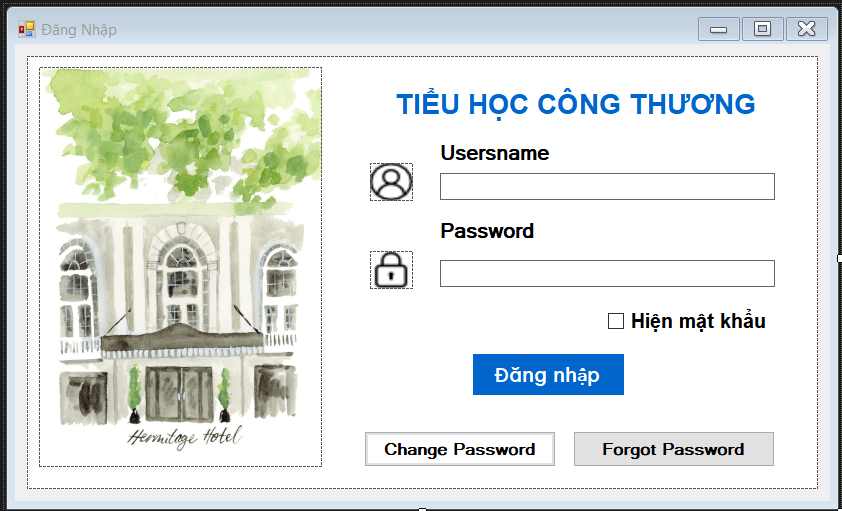 Đăng Nhập
TIỂU HỌC CÔNG THƯƠNG
Usersname
Password
Hiện mật khẩu
Đăng nhập
Change Password
Forgot Password
Hermitage Hotel